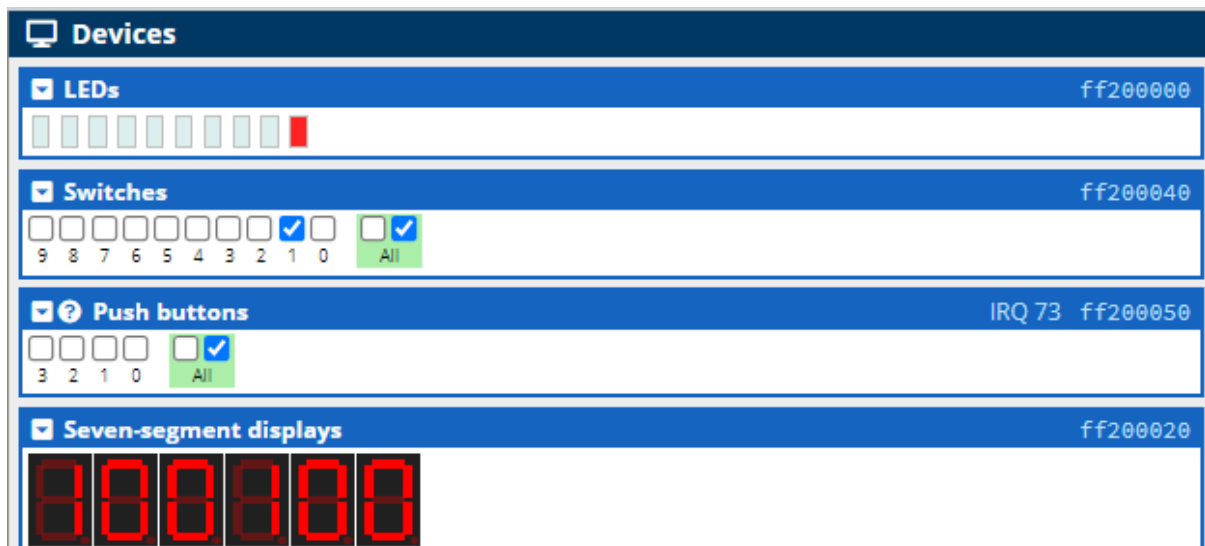 Devices
LEDs ff200000
Switches ff200040
9 8 7 6 5 4 3 2 1 0 All
Push buttons IRQ 73 ff200050
3 2 1 0 All
Seven-segment displays ff200020
100100